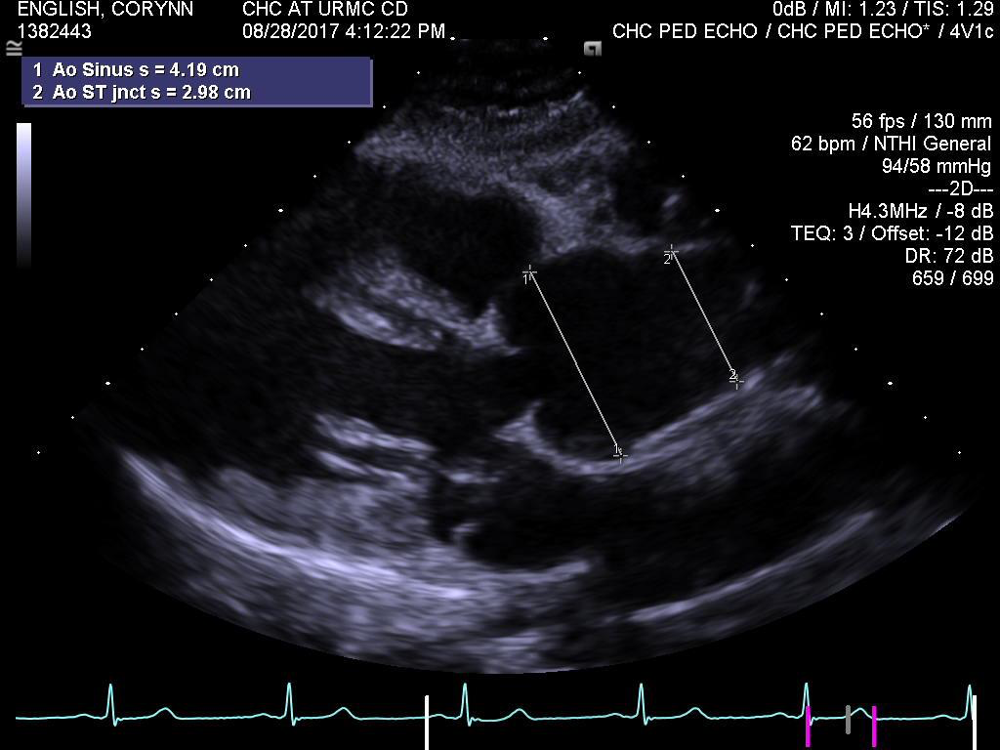 ENGLISH, CORYNN
1382443
CHC AT URMC CD
08/28/2017 4:12:22 PM
0dB / MI: 1.23 / TIS: 1.29
CHC PED ECHO / CHC PED ECHO* / 4V1c
1 Ao Sinus s = 4.19 cm
2 Ao ST jnct s = 2.98 cm
56 fps / 130 mm
62 bpm / NTHI General
94/58 mmHg
---2D---
H4.3MHz / -8 dB
TEQ: 3 / Offset: -12 dB
DR: 72 dB
659 / 699
2
1
2
1